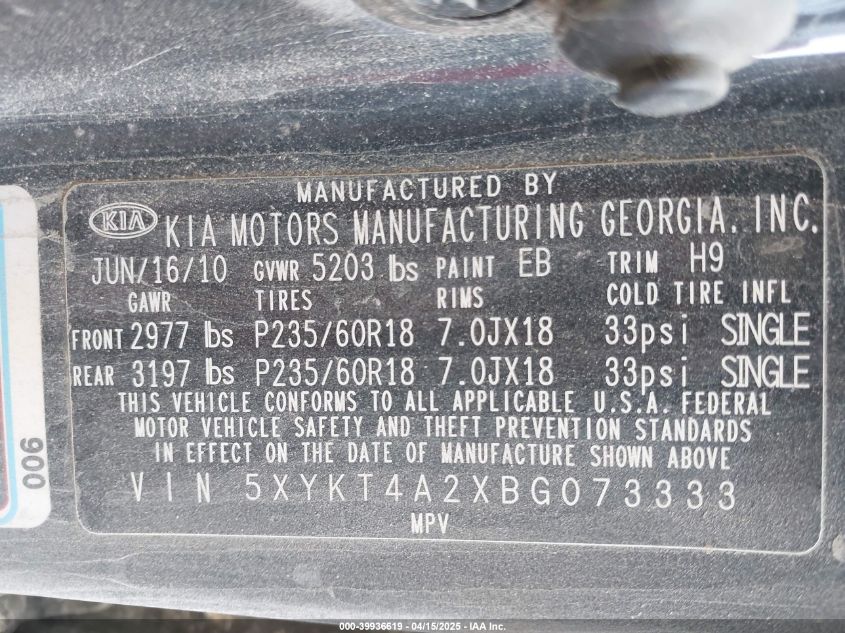 MANUFACTURED BY
KIA KIA MOTORS MANUFACTURING GEORGIA. INC.
JUN/16/10 GVWR 5203 lbs PAINT EB TRIM H9
GAWR TIRES RIMS COLD TIRE INFL
FRONT 2977 lbs P235/60R18 7.0JX18 33psi SINGLE
REAR 3197 lbs P235/60R18 7.0JX18 33psi SINGLE
THIS VEHICLE CONFORMS TO ALL APPLICABLE U.S.A. FEDERAL
MOTOR VEHICLE SAFETY AND THEFT PREVENTION STANDARDS
IN EFFECT ON THE DATE OF MANUFACTURE SHOWN ABOVE
VIN 5XYKT4A2XBG073333
MPV
006
000-39936619 - 04/15/2025 - IAA Inc.